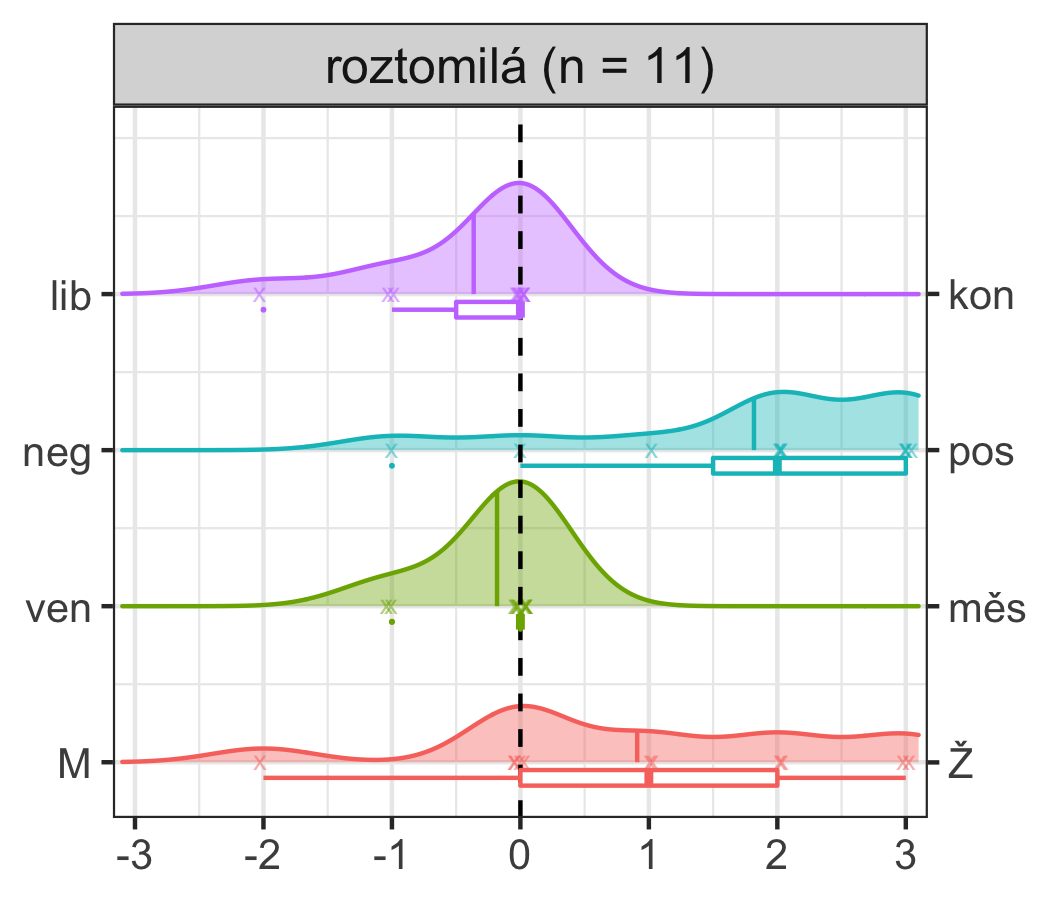 roztomilá (n = 11)
lib kon
neg pos
ven měs
M Ž
-3 -2 -1 0 1 2 3